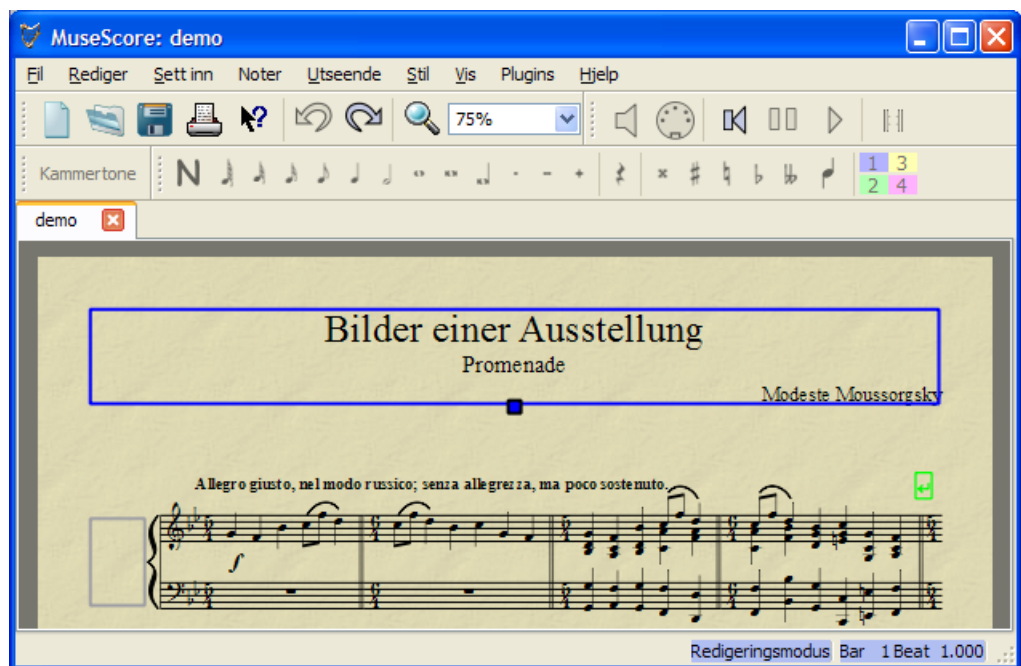 MuseScore: demo
Fil Rediger Sett inn Noter Utseende Stil Vis Plugins Hjelp
75%
Kammertone N 1 3
2 4
demo
Bilder einer Ausstellung
Promenade
Modeste Moussorgsky
Allegro giusto, nel modo russico; senza allegrezza, ma poco sostenuto.
f
Redigeringsmodus Bar 1 Beat 1.000